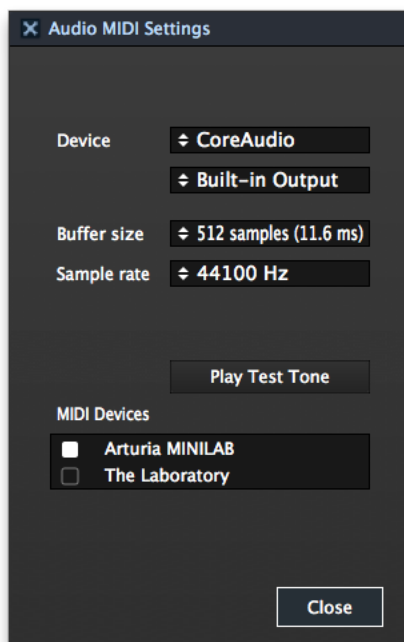 Audio MIDI Settings
Device
CoreAudio
Built-in Output
Buffer size
512 samples (11.6 ms)
Sample rate
44100 Hz
Play Test Tone
MIDI Devices
Arturia MINILAB
The Laboratory
Close